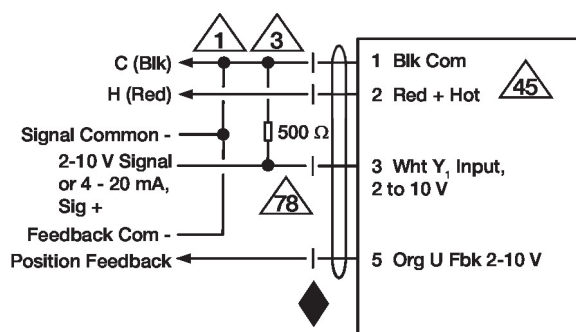 1
3
C (Blk)
1 Blk Com
H (Red)
2 Red + Hot
45
Signal Common -
500 Ω
2-10 V Signal
or 4 - 20 mA,
Sig +
3 Wht Y₁ Input,
2 to 10 V
78
Feedback Com -
Position Feedback
5 Org U Fbk 2-10 V